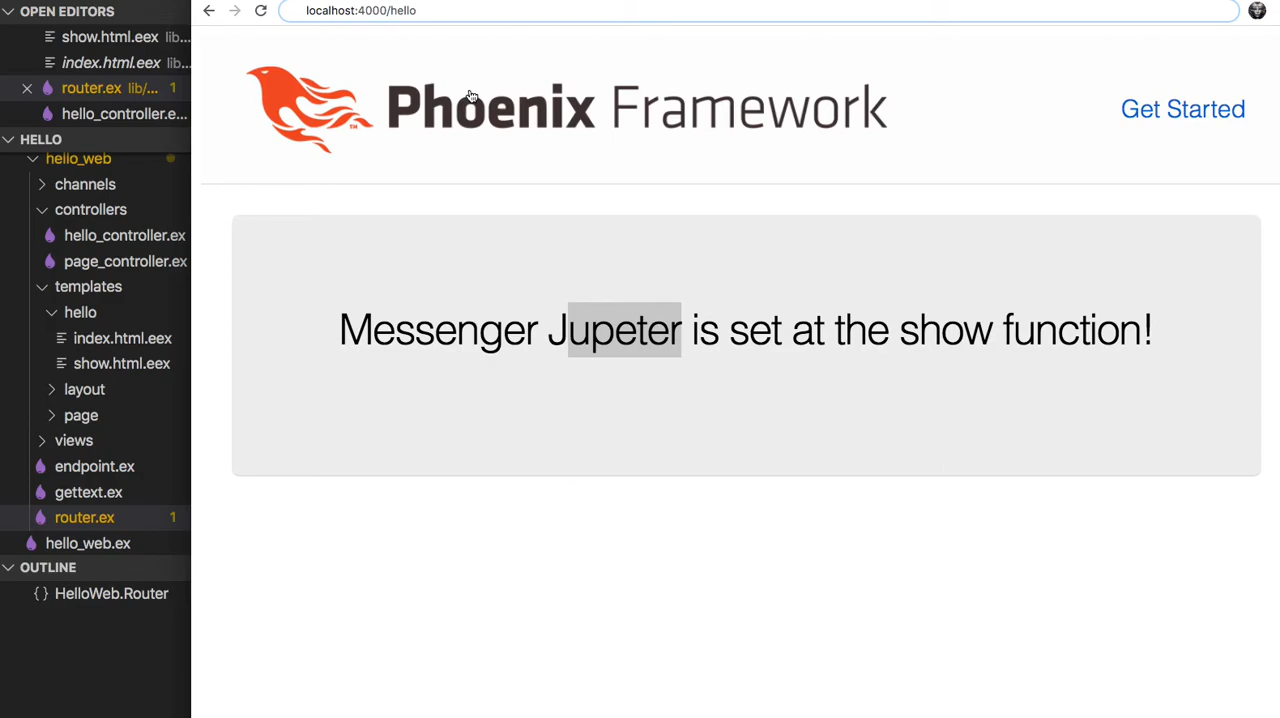 OPEN EDITORS
show.html.eex lib...
index.html.eex lib...
router.ex lib/... 1
hello_controller.e...
HELLO
hello_web
channels
controllers
hello_controller.ex
page_controller.ex
templates
hello
index.html.eex
show.html.eex
layout
page
views
endpoint.ex
gettext.ex
router.ex 1
hello_web.ex
OUTLINE
{} HelloWeb.Router
localhost:4000/hello
Phoenix Framework
TM
Get Started
Messenger Jupeter is set at the show function!